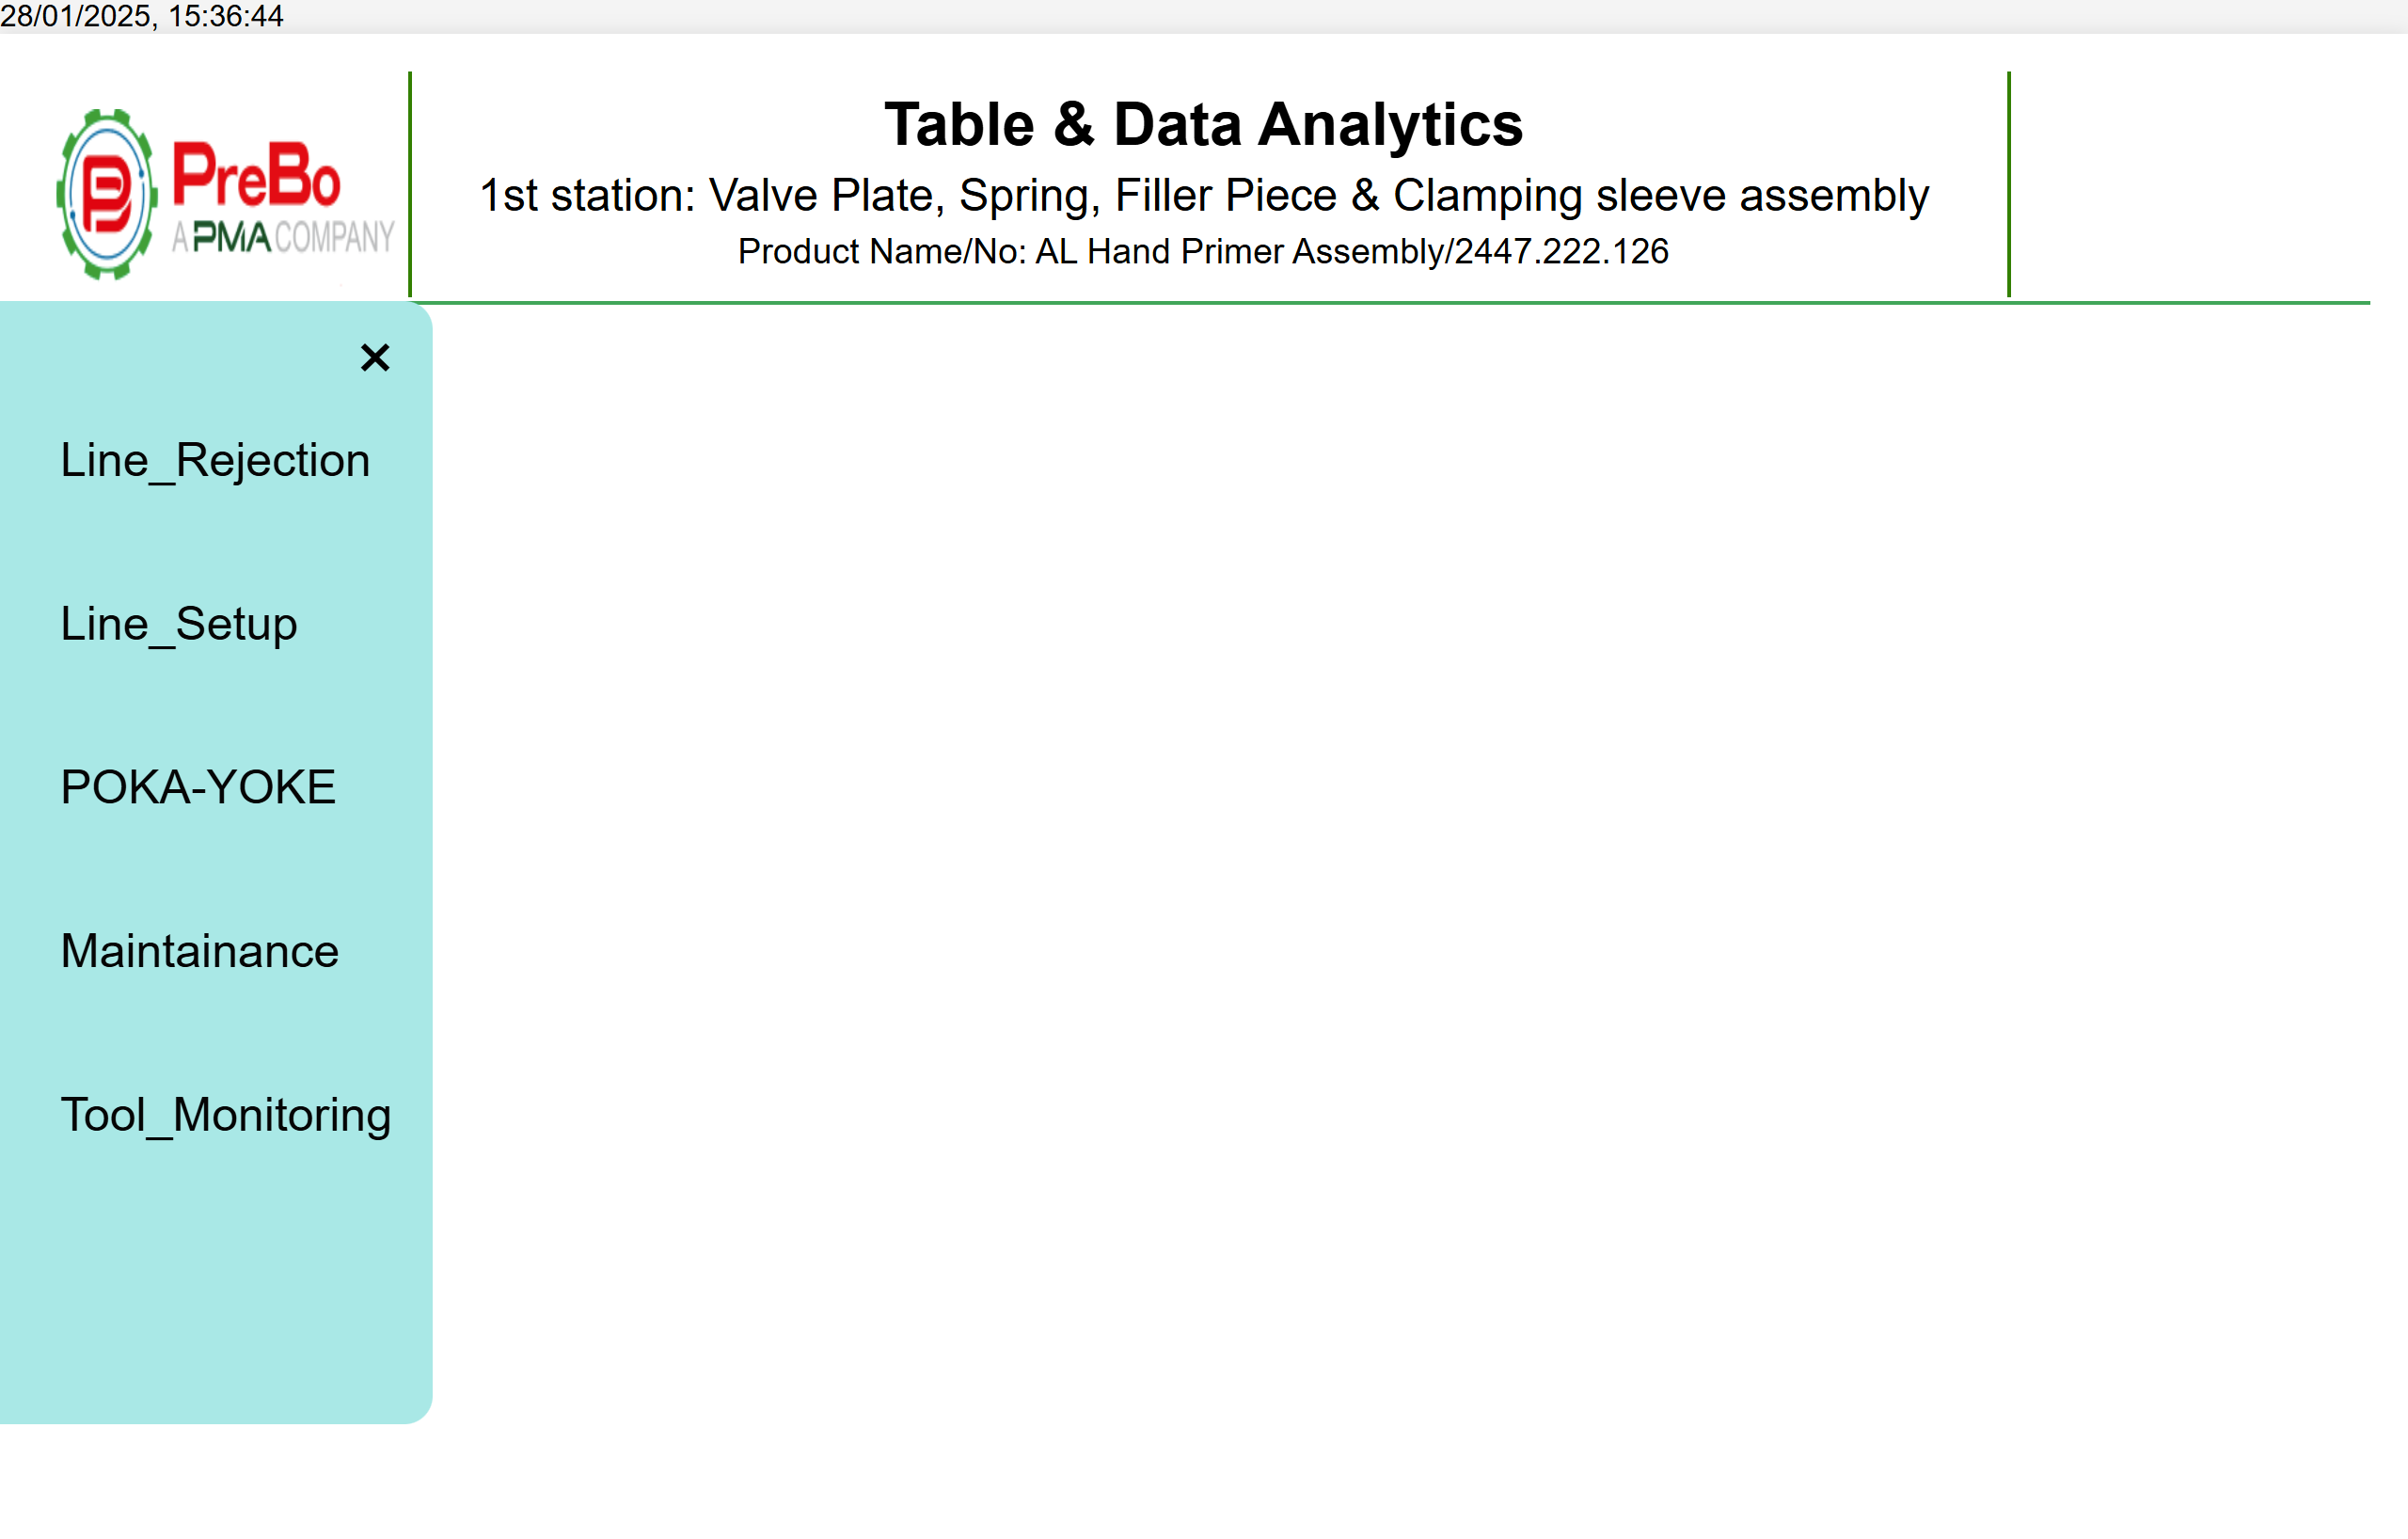 28/01/2025, 15:36:44
PreBo
A PMA COMPANY
Table & Data Analytics
1st station: Valve Plate, Spring, Filler Piece & Clamping sleeve assembly
Product Name/No: AL Hand Primer Assembly/2447.222.126
×
Line_Rejection
Line_Setup
POKA-YOKE
Maintainance
Tool_Monitoring